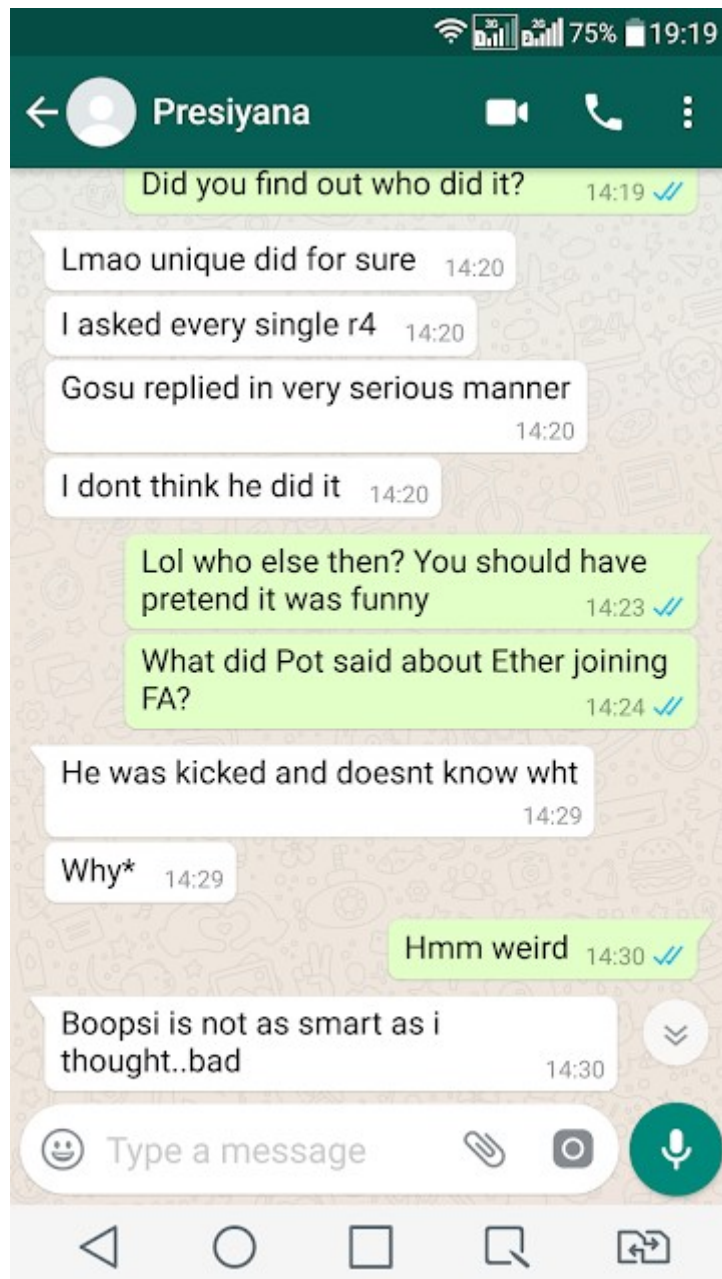 75% 19:19
Presiyana
Did you find out who did it? 14:19
Lmao unique did for sure 14:20
I asked every single r4 14:20
Gosu replied in very serious manner
14:20
I dont think he did it 14:20
Lol who else then? You should have
pretend it was funny 14:23
What did Pot said about Ether joining
FA? 14:24
He was kicked and doesnt know wht
14:29
Why* 14:29
Hmm weird 14:30
Boopsi is not as smart as i
thought..bad 14:30
Type a message